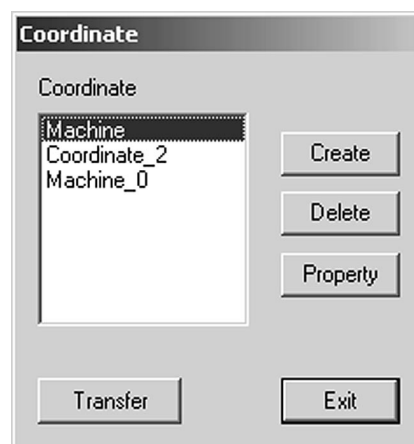 Coordinate
Coordinate
Machine
Coordinate_2
Machine_0
Create
Delete
Property
Transfer
Exit